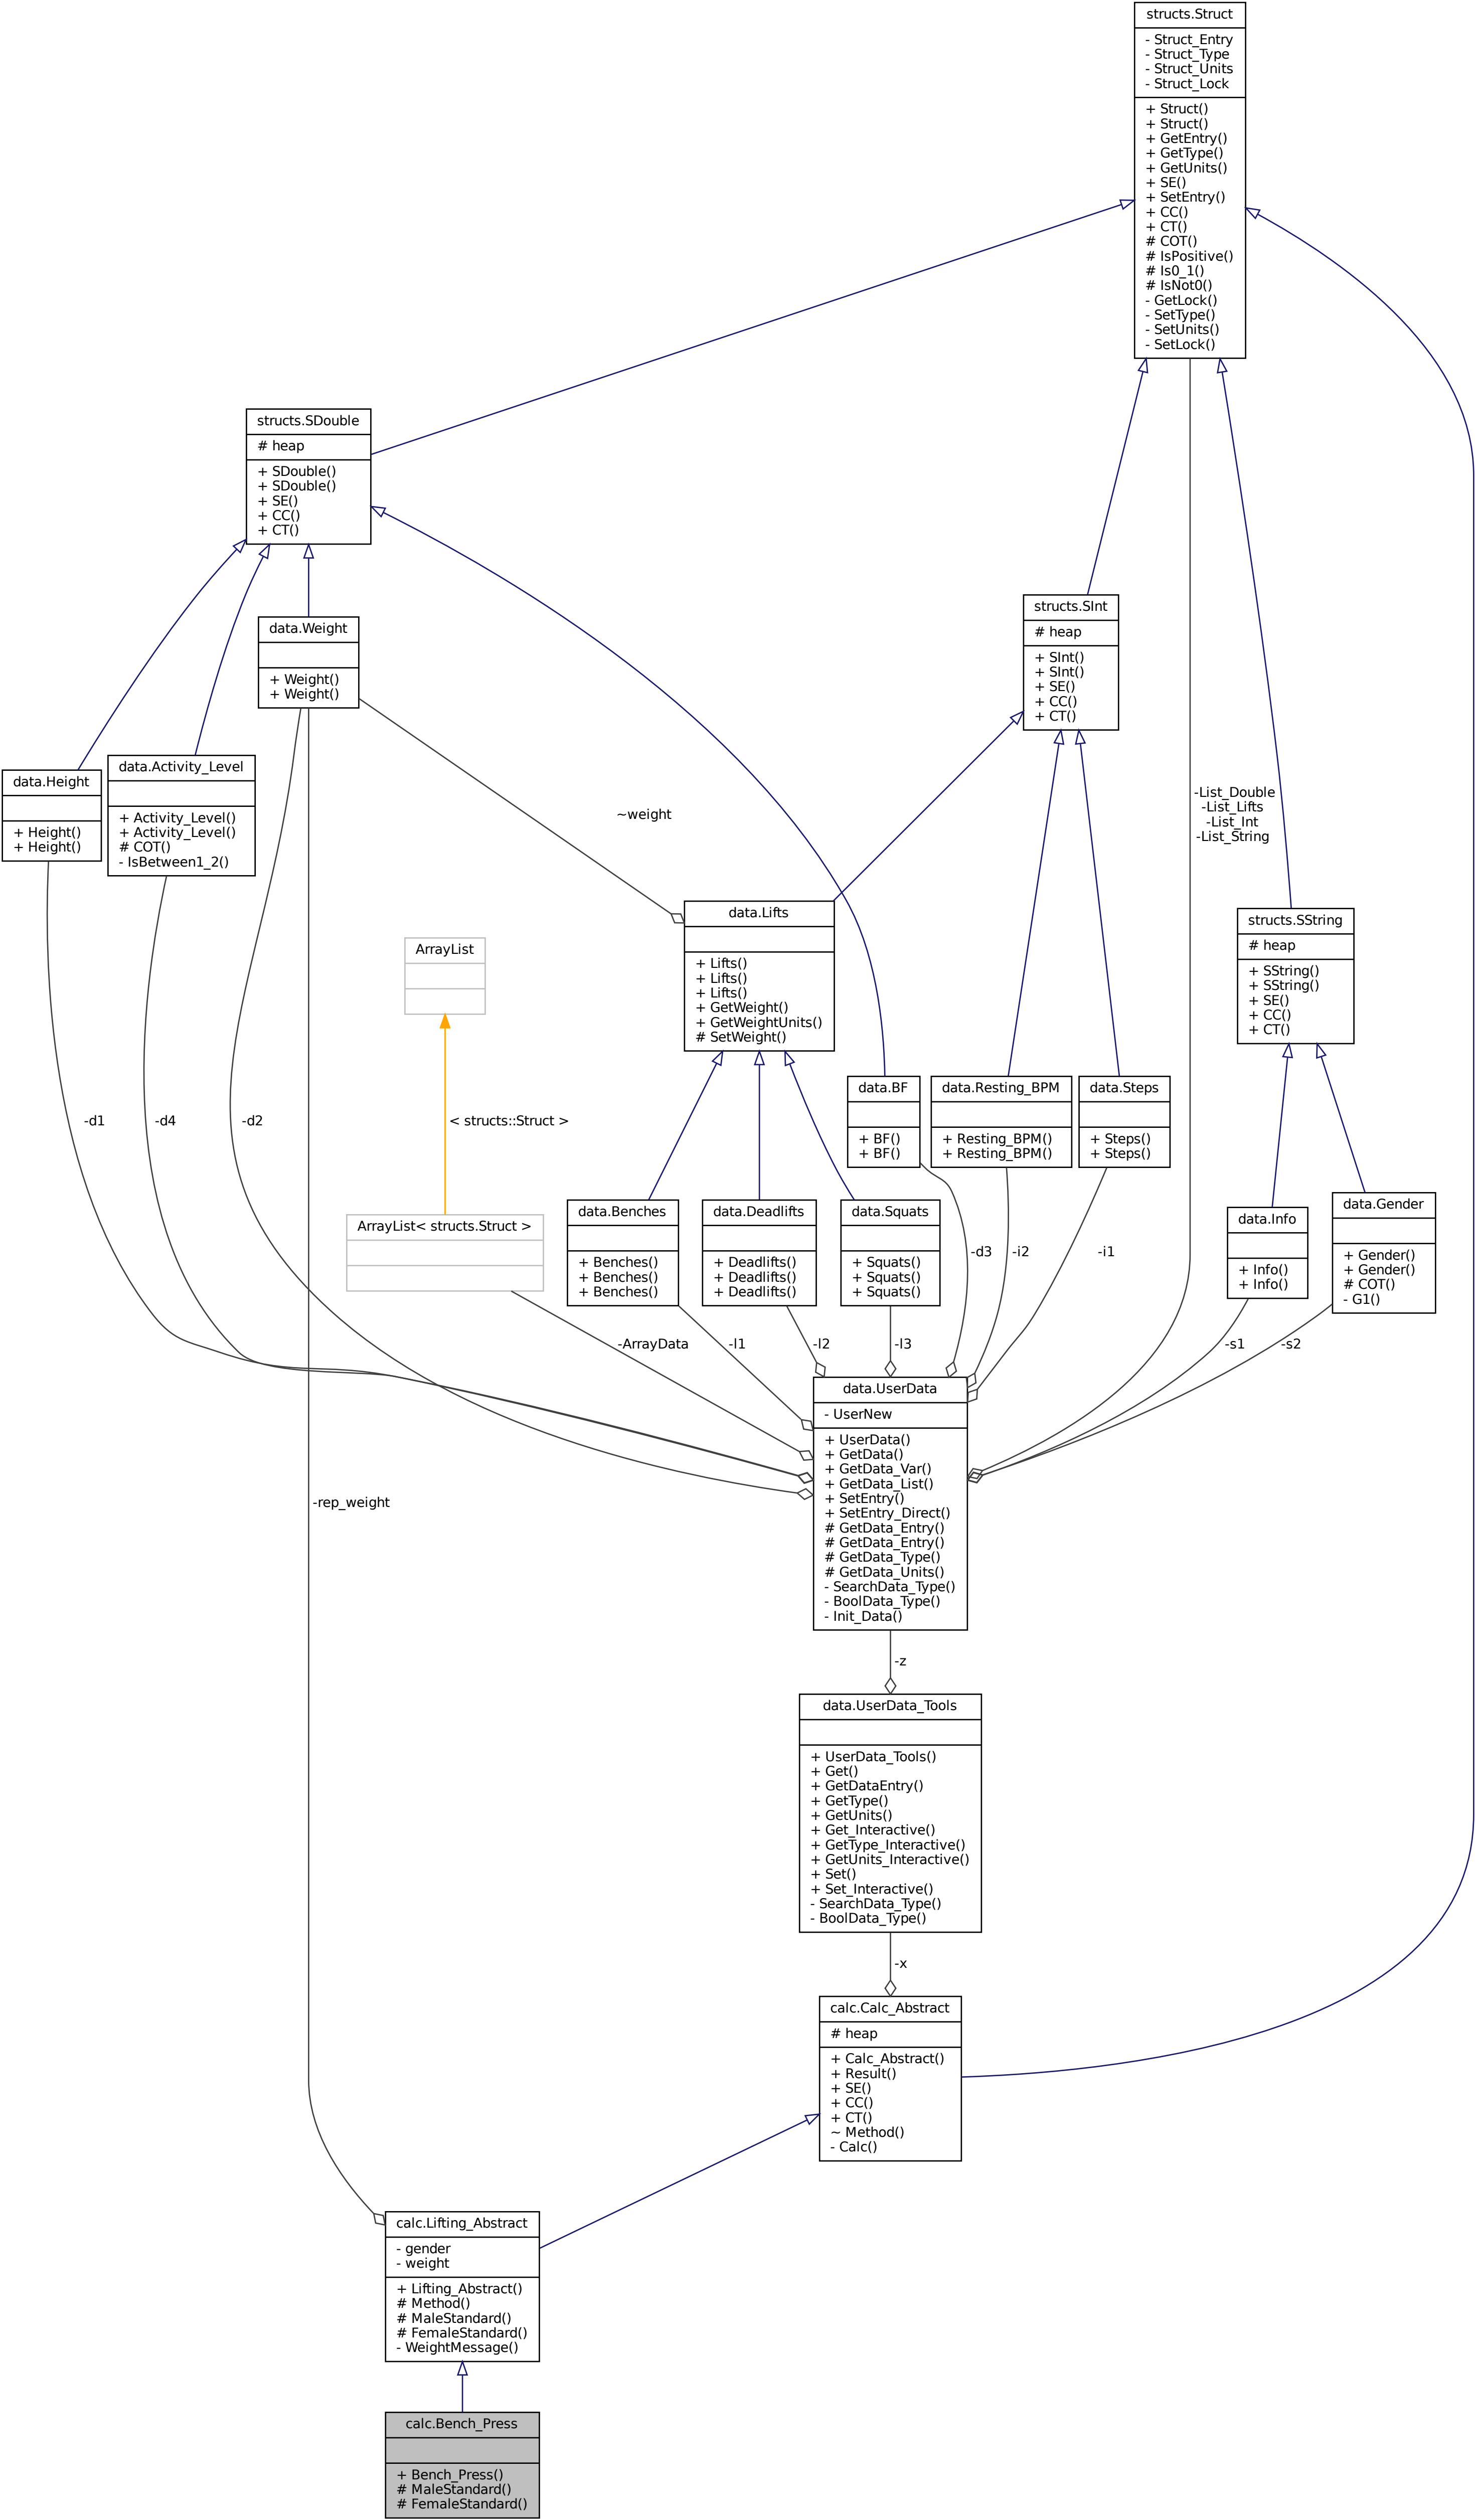 structs.Struct
- Struct_Entry
- Struct_Type
- Struct_Units
- Struct_Lock
+ Struct()
+ Struct()
+ GetEntry()
+ GetType()
+ GetUnits()
+ SE()
+ SetEntry()
+ CC()
+ CT()
# COT()
# IsPositive()
# Is0_1()
# IsNot0()
- GetLock()
- SetType()
- SetUnits()
- SetLock()
structs.SDouble
# heap
+ SDouble()
+ SDouble()
+ SE()
+ CC()
+ CT()
structs.SInt
# heap
+ SInt()
+ SInt()
+ SE()
+ CC()
+ CT()
data.Weight
+ Weight()
+ Weight()
data.Height
+ Height()
+ Height()
data.Activity_Level
+ Activity_Level()
+ Activity_Level()
# COT()
- IsBetween1_2()
~weight
-List_Double
-List_Lifts
-List_Int
-List_String
data.Lifts
+ Lifts()
+ Lifts()
+ Lifts()
+ GetWeight()
+ GetWeightUnits()
# SetWeight()
structs.SString
# heap
+ SString()
+ SString()
+ SE()
+ CC()
+ CT()
ArrayList
-d1
-d4
-d2
< structs::Struct >
data.BF
+ BF()
+ BF()
data.Resting_BPM
+ Resting_BPM()
+ Resting_BPM()
data.Steps
+ Steps()
+ Steps()
ArrayList< structs.Struct >
data.Benches
+ Benches()
+ Benches()
+ Benches()
data.Deadlifts
+ Deadlifts()
+ Deadlifts()
+ Deadlifts()
data.Squats
+ Squats()
+ Squats()
+ Squats()
-d3
-i2
-i1
data.Info
+ Info()
+ Info()
data.Gender
+ Gender()
+ Gender()
# COT()
- G1()
-ArrayData
-l1
-l2
-l3
-s1
-s2
data.UserData
- UserNew
+ UserData()
+ GetData()
+ GetData_Var()
+ GetData_List()
+ SetEntry()
+ SetEntry_Direct()
# GetData_Entry()
# GetData_Entry()
# GetData_Type()
# GetData_Units()
- SearchData_Type()
- BoolData_Type()
- Init_Data()
-rep_weight
-z
data.UserData_Tools
+ UserData_Tools()
+ Get()
+ GetDataEntry()
+ GetType()
+ GetUnits()
+ Get_Interactive()
+ GetType_Interactive()
+ GetUnits_Interactive()
+ Set()
+ Set_Interactive()
- SearchData_Type()
- BoolData_Type()
-x
calc.Calc_Abstract
# heap
+ Calc_Abstract()
+ Result()
+ SE()
+ CC()
+ CT()
~ Method()
- Calc()
calc.Lifting_Abstract
- gender
- weight
+ Lifting_Abstract()
# Method()
# MaleStandard()
# FemaleStandard()
- WeightMessage()
calc.Bench_Press
+ Bench_Press()
# MaleStandard()
# FemaleStandard()